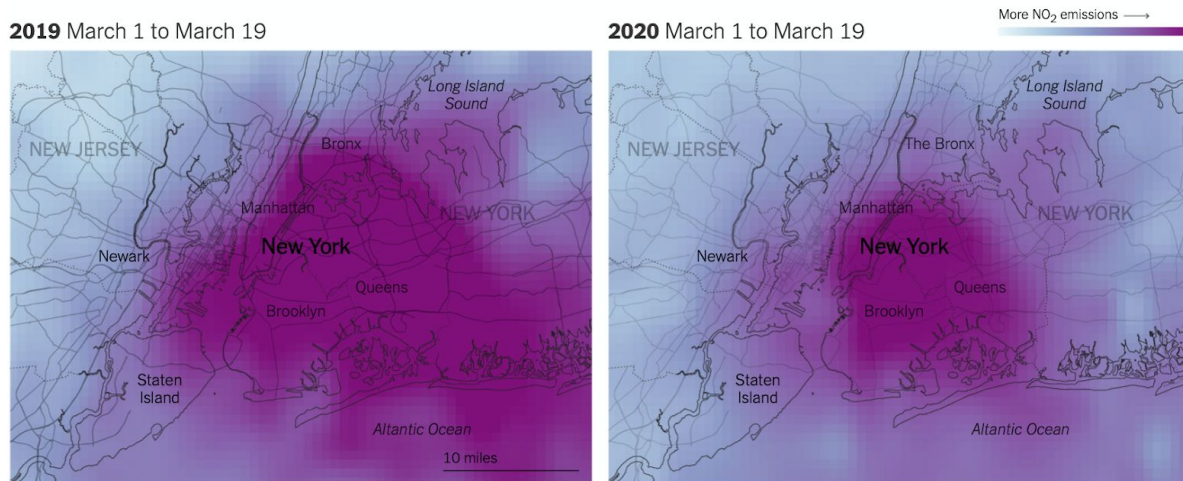 More NO₂ emissions →
2019 March 1 to March 19
2020 March 1 to March 19
Long Island
Sound
NEW JERSEY
Bronx
Manhattan
NEW YORK
New York
Newark
Queens
Brooklyn
Staten
Island
Altantic Ocean
10 miles
Long Island
Sound
NEW JERSEY
The Bronx
Manhattan
NEW YORK
New York
Newark
Queens
Brooklyn
Staten
Island
Altantic Ocean